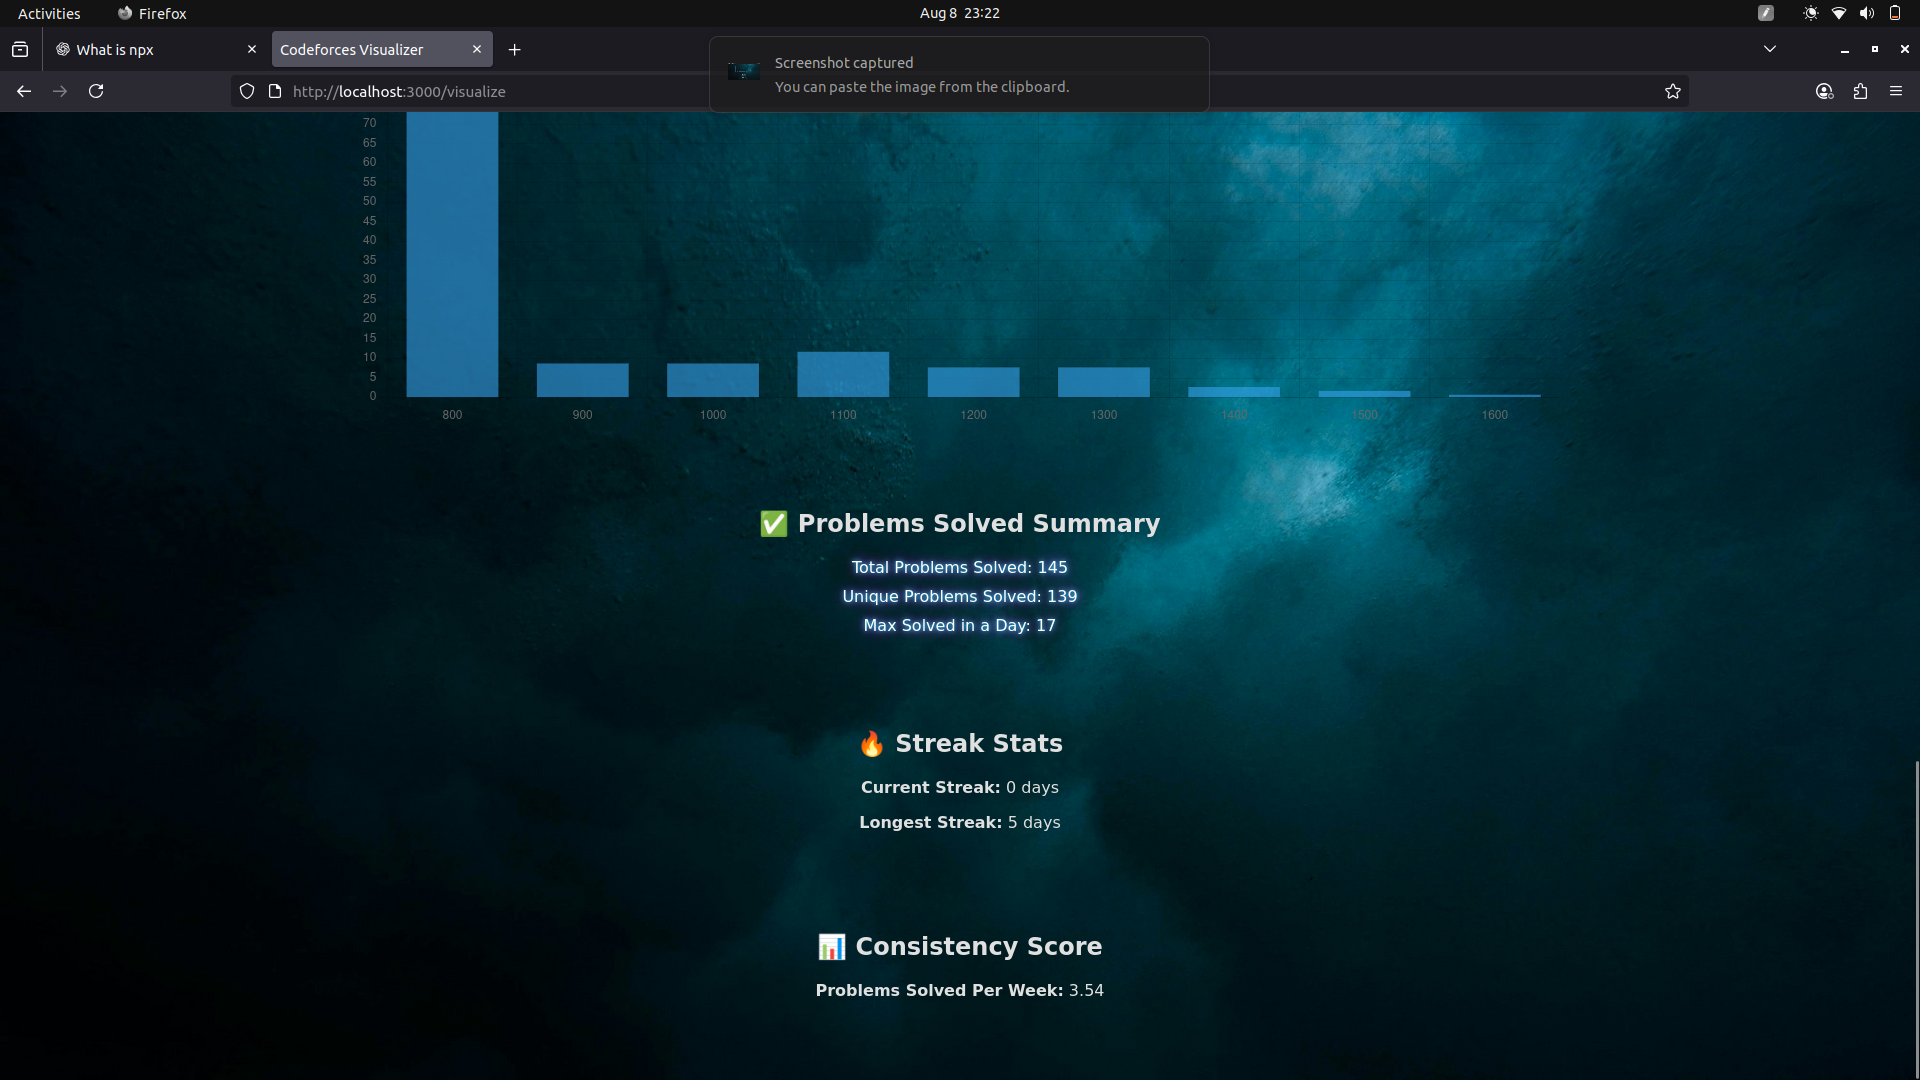 Activities Firefox Aug 8 23:22
What is npx Codeforces Visualizer
Screenshot captured
You can paste the image from the clipboard.
http://localhost:3000/visualize
70
65
60
55
50
45
40
35
30
25
20
15
10
5
0
800 900 1000 1100 1200 1300 1400 1500 1600
✅ Problems Solved Summary
Total Problems Solved: 145
Unique Problems Solved: 139
Max Solved in a Day: 17
🔥 Streak Stats
Current Streak: 0 days
Longest Streak: 5 days
📊 Consistency Score
Problems Solved Per Week: 3.54